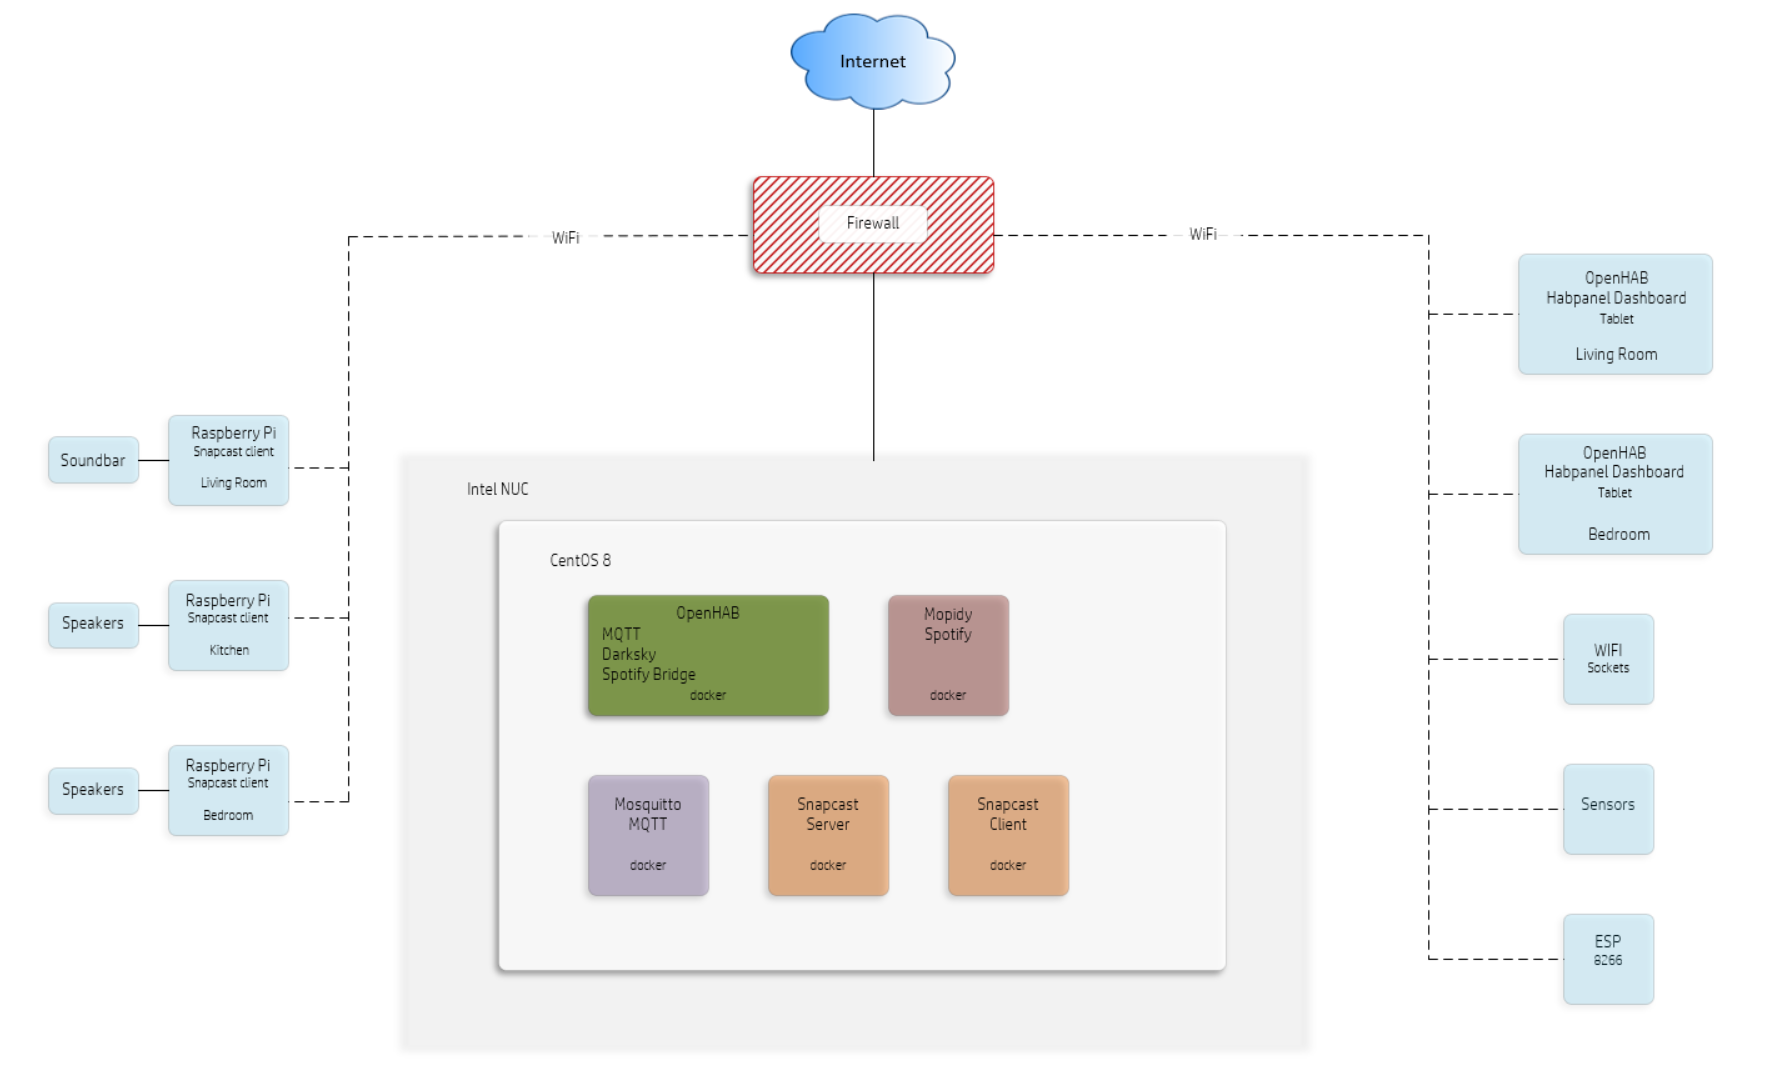 Internet
Firewall
WiFi
WiFi
OpenHAB
Habpanel Dashboard
Tablet
Living Room
Soundbar
Raspberry Pi
Snapcast client
Living Room
OpenHAB
Habpanel Dashboard
Tablet
Bedroom
Intel NUC
CentOS 8
Speakers
Raspberry Pi
Snapcast client
Kitchen
OpenHAB
MQTT
Darksky
Spotify Bridge
docker
Mopidy
Spotify
docker
WIFI
Sockets
Speakers
Raspberry Pi
Snapcast client
Bedroom
Mosquitto
MQTT
docker
Snapcast
Server
docker
Snapcast
Client
docker
Sensors
ESP
8266